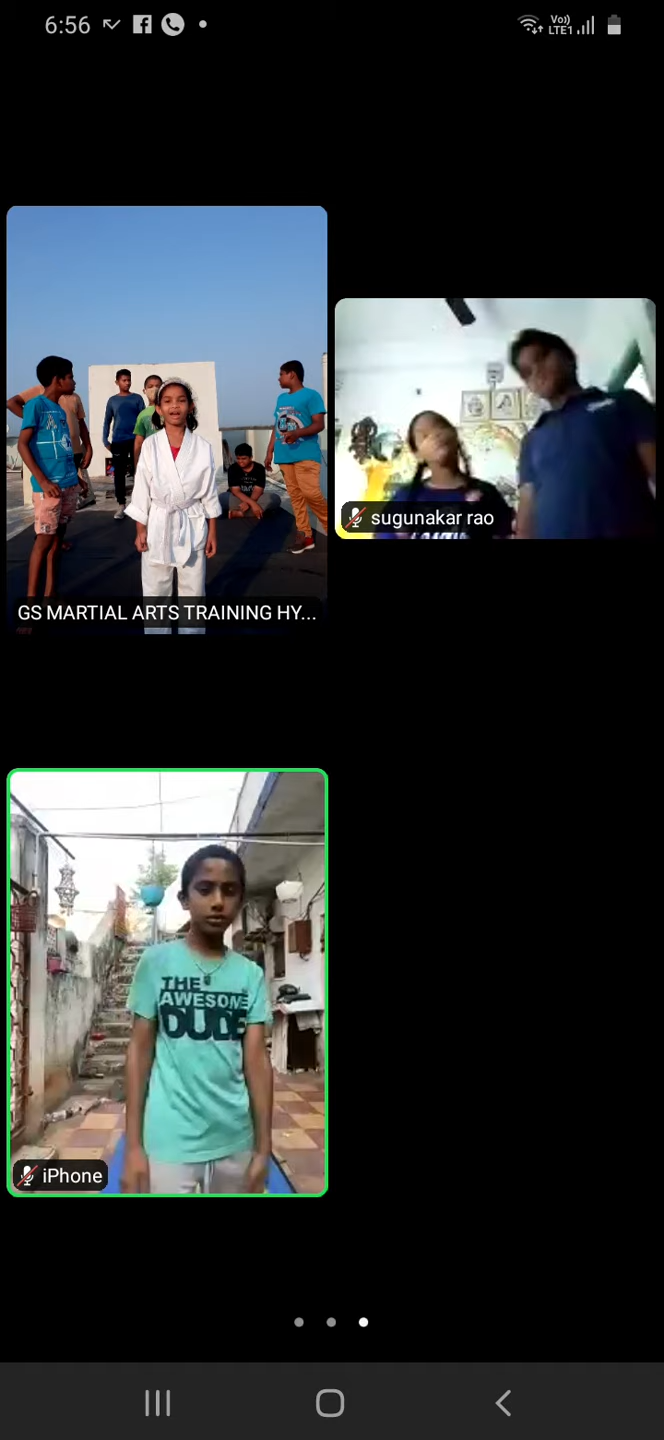 6:56
Vo))
LTE1
GS MARTIAL ARTS TRAINING HY...
sugunakar rao
THE
AWESOME
DUDE
iPhone